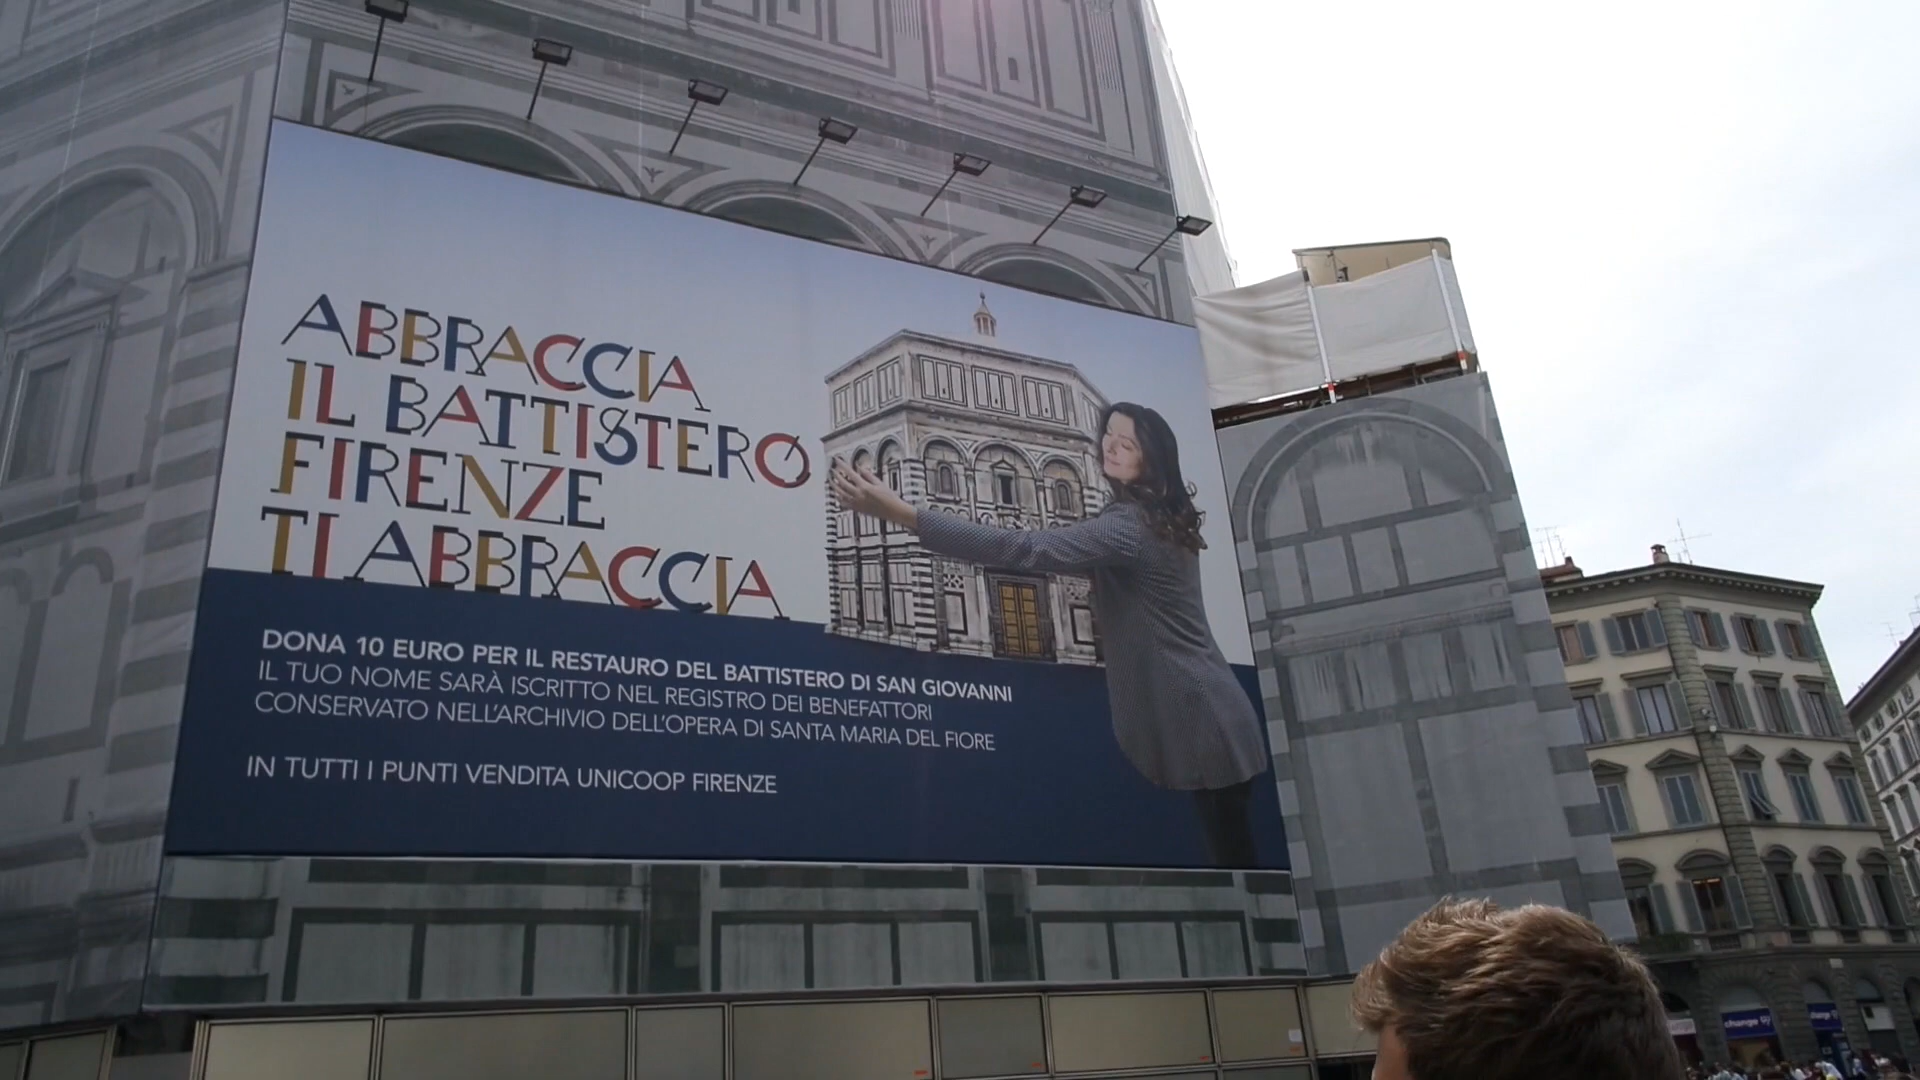 ABBRACCIA
IL BATTISTERO
FIRENZE
TI ABBRACCIA
DONA 10 EURO PER IL RESTAURO DEL BATTISTERO DI SAN GIOVANNI
IL TUO NOME SARÀ ISCRITTO NEL REGISTRO DEI BENEFATTORI
CONSERVATO NELL'ARCHIVIO DELL'OPERA DI SANTA MARIA DEL FIORE
IN TUTTI I PUNTI VENDITA UNICOOP FIRENZE
change
change